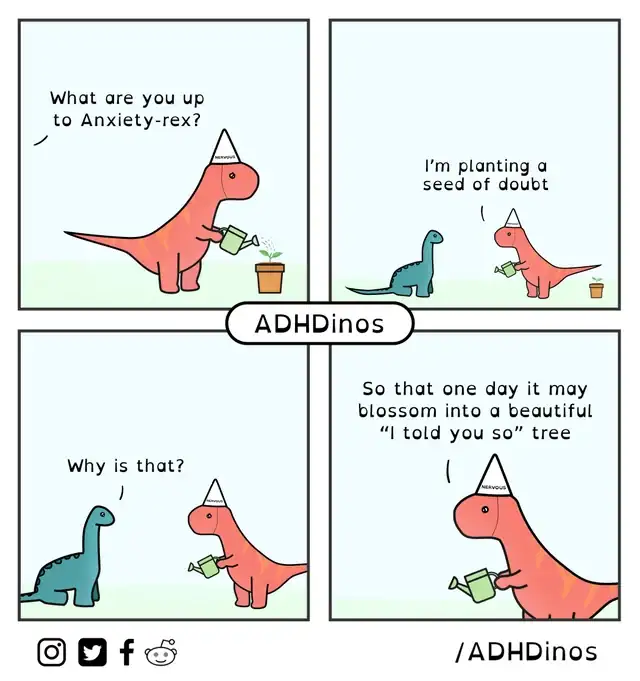 What are you up
to Anxiety-rex?
NERVOUS
I'm planting a
seed of doubt
ADHDinos
Why is that?
NERVOUS
So that one day it may
blossom into a beautiful
“I told you so” tree
NERVOUS
/ADHDinos